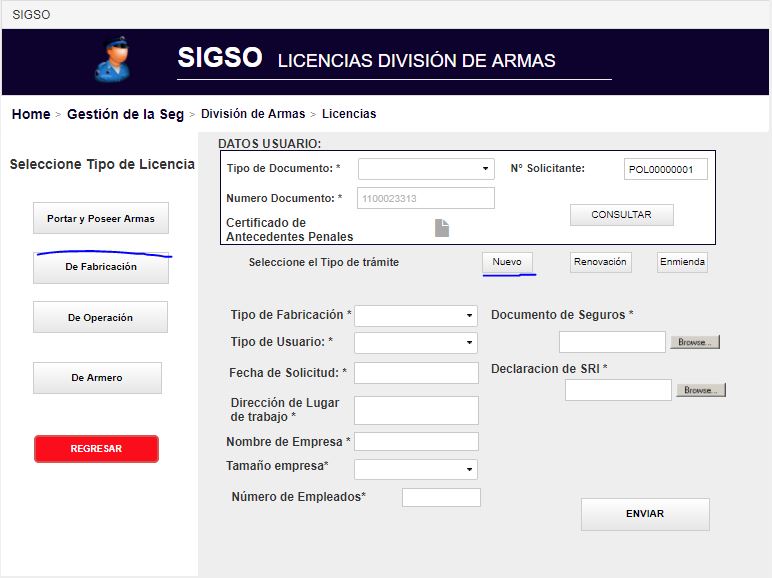 SIGSO
SIGSO LICENCIAS DIVISIÓN DE ARMAS
Home > Gestión de la Seg > División de Armas > Licencias
Seleccione Tipo de Licencia
Portar y Poseer Armas
De Fabricación
De Operación
De Armero
REGRESAR
DATOS USUARIO:
Tipo de Documento: *
N° Solicitante: POL00000001
Numero Documento: * 1100023313
CONSULTAR
Certificado de
Antecedentes Penales
Seleccione el Tipo de trámite Nuevo Renovación Enmienda
Tipo de Fabricación *
Documento de Seguros *
Tipo de Usuario: *
Browse...
Fecha de Solicitud: *
Declaracion de SRI *
Browse...
Dirección de Lugar
de trabajo *
Nombre de Empresa *
Tamaño empresa*
Número de Empleados*
ENVIAR